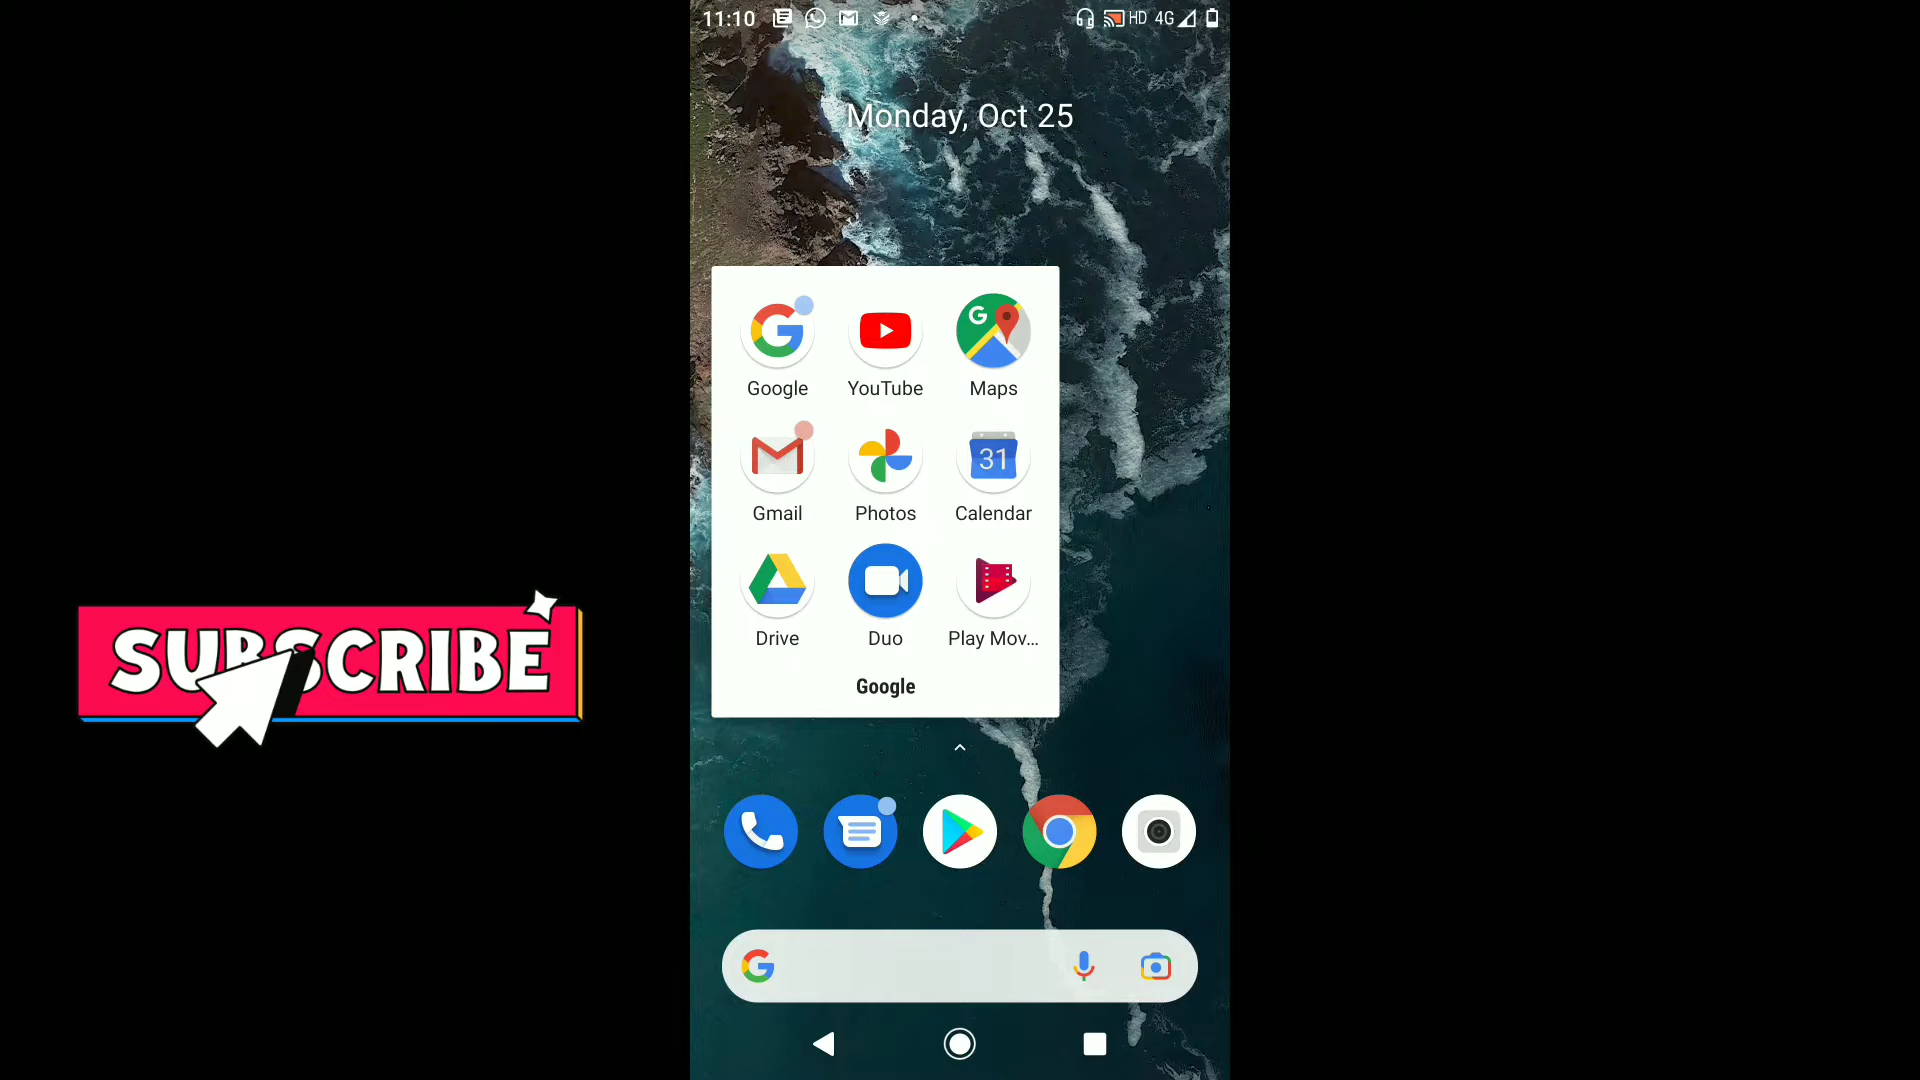 11:10
HD 4G
Monday, Oct 25
Google YouTube Maps
Gmail Photos 31 Calendar
Drive Duo Play Mov...
Google
SUBSCRIBE